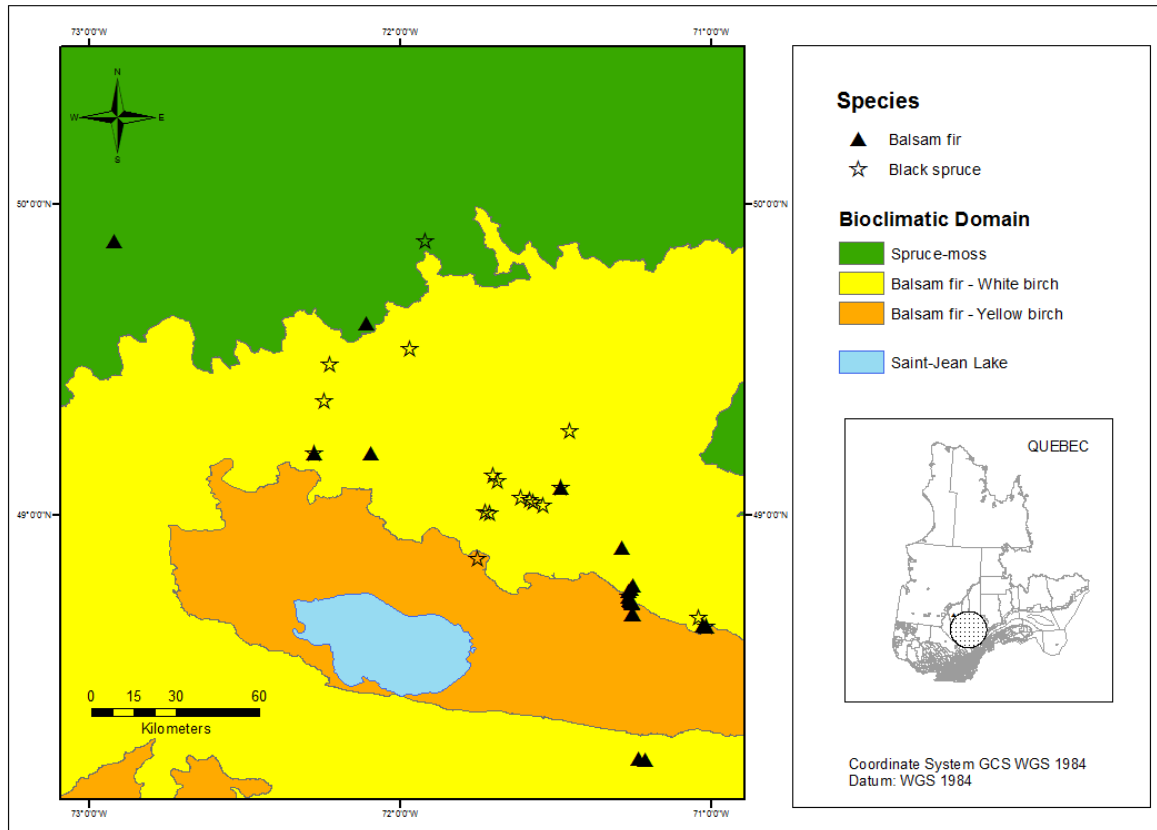 73°0'0"W
72°0'0"W
71°0'0"W
N
W
E
S
50°0'0"N
50°0'0"N
49°0'0"N
49°0'0"N
0
15
30
60
Kilometers
73°0'0"W
72°0'0"W
71°0'0"W
Species
Balsam fir
Black spruce
Bioclimatic Domain
Spruce-moss
Balsam fir - White birch
Balsam fir - Yellow birch
Saint-Jean Lake
QUEBEC
Coordinate System GCS WGS 1984
Datum: WGS 1984